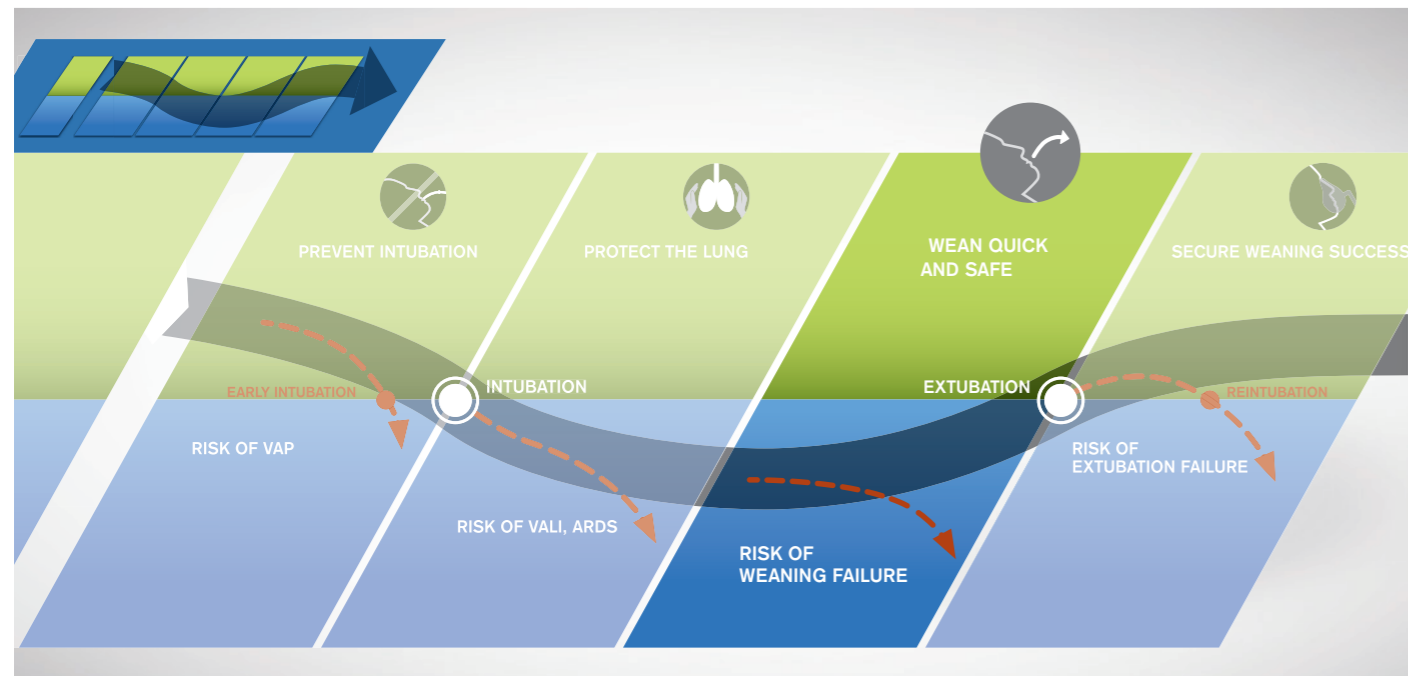 PREVENT INTUBATION
PROTECT THE LUNG
WEAN QUICK
AND SAFE
SECURE WEANING SUCCESS
EARLY INTUBATION
INTUBATION
EXTUBATION
REINTUBATION
RISK OF VAP
RISK OF VALI, ARDS
RISK OF
WEANING FAILURE
RISK OF
EXTUBATION FAILURE